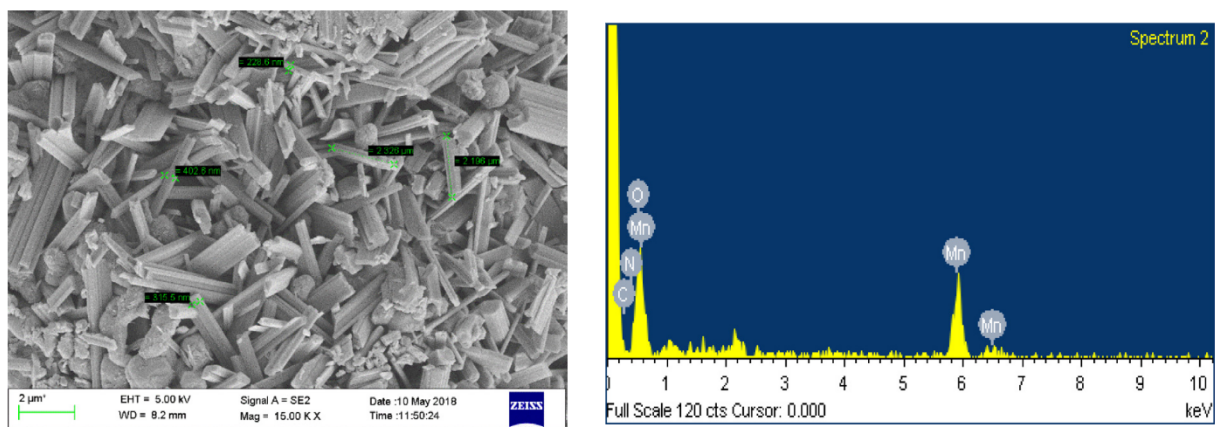 = 228.6 nm
= 2.326 µm
= 2.196 µm
= 402.8 nm
= 315.5 nm
2 µm*
EHT = 5.00 kV
Signal A = SE2
Date :10 May 2018
WD = 8.2 mm
Mag = 15.00 K X
Time :11:50:24
ZEISS
Spectrum 2
O
Mn
N
C
Mn
Mn
0 1 2 3 4 5 6 7 8 9 10
Full Scale 120 cts Cursor: 0.000
keV